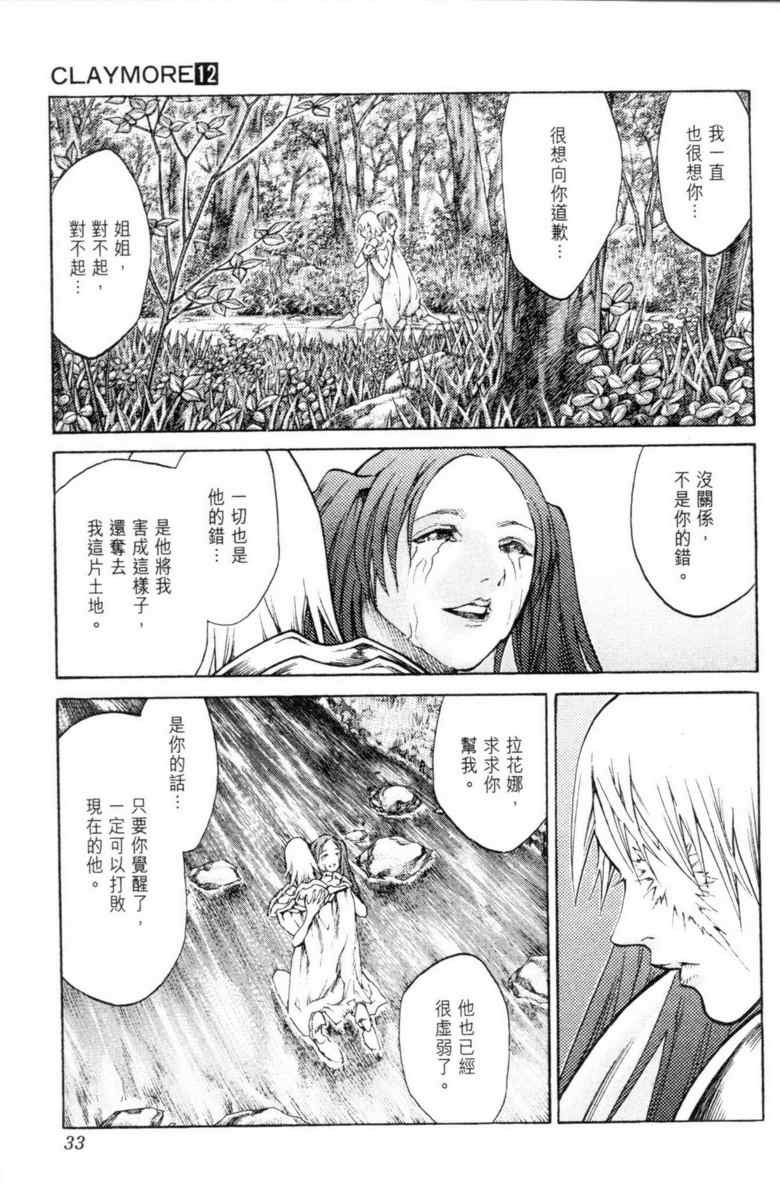 CLAYMORE 12
我一直
也很想你…
很想向你道歉…
姐姐，
對不起，
對不起…
沒關係，
不是你的錯。
一切也是
他的錯…
是他將我
害成這樣子，
還奪去
我這片土地。
拉花娜，
求求你
幫我。
他也已經
很虛弱了。
是你的話…
只要你覺醒了，
一定可以打敗
現在的他。
33